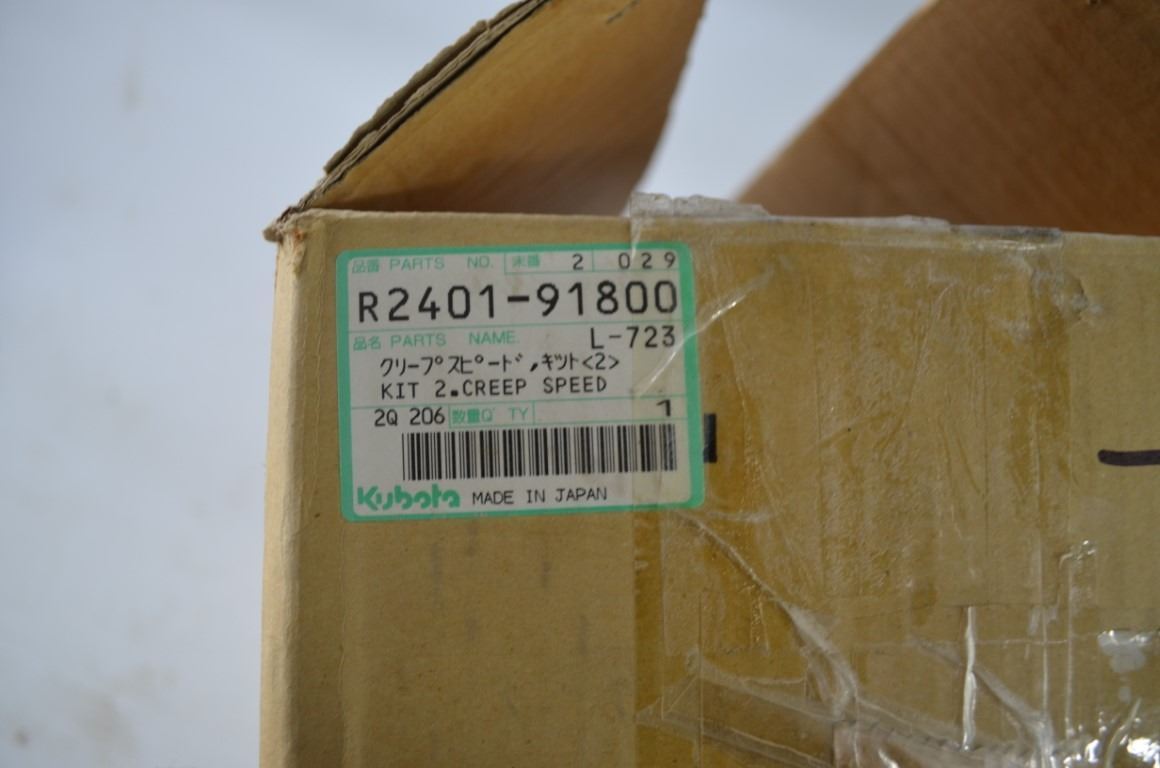 品番 PARTS NO. 末番 2 029
R2401-91800
品名 PARTS NAME. L-723
クリープスピード,キット<2>
KIT 2.CREEP SPEED
2Q 206 数量Q'TY 1
Kubota MADE IN JAPAN